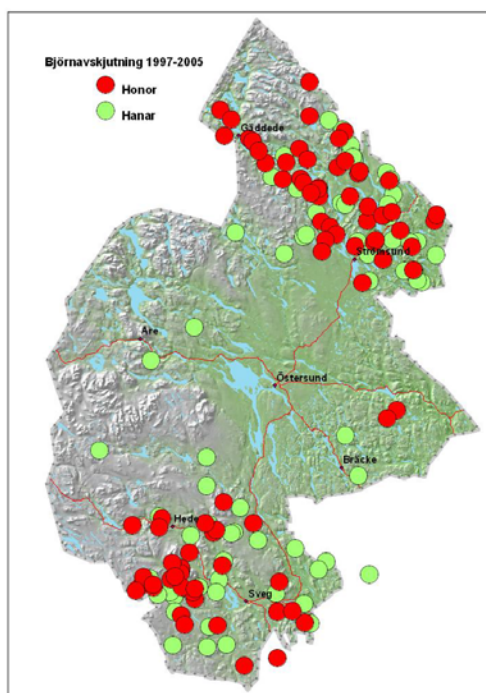 Björnavskjutning 1997-2005
Honor
Hanar
Gäddede
Strömsund
Åre
Östersund
Bräcke
Hede
Sveg